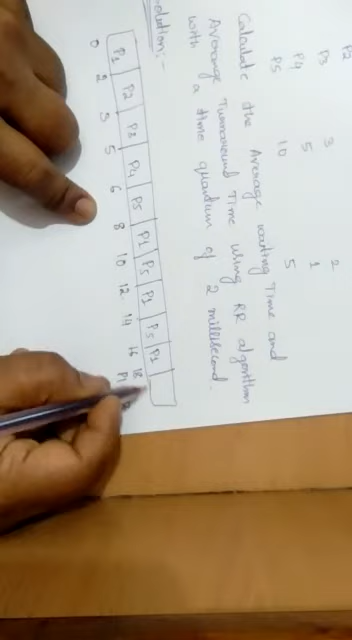 P2
P3 3 2
P4 5 1
P5 10 5
Calculate the Average waiting Time and
Average Turnaround Time using RR algorithm
with a time quantum of 2 millisecond.
P1 P2 P3 P4 P5 P1 P5 P1 P5 P1
0 2 3 5 6 8 10 12 14 16 18